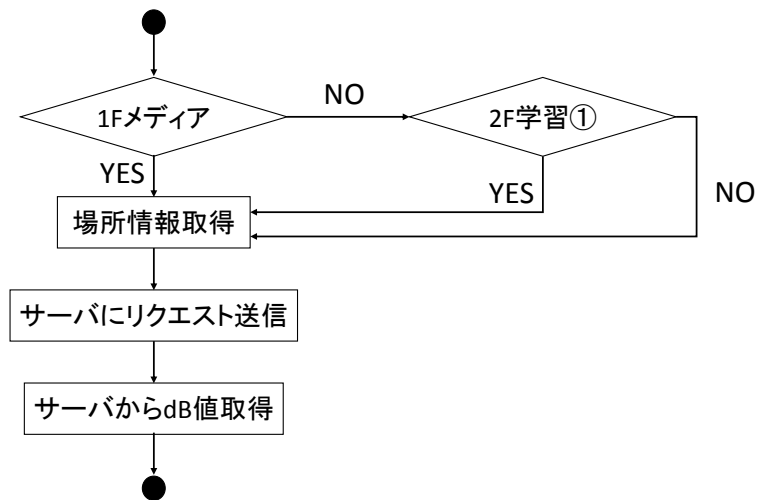 1Fメディア
NO
2F学習①
YES
YES
NO
場所情報取得
サーバにリクエスト送信
サーバからdB値取得